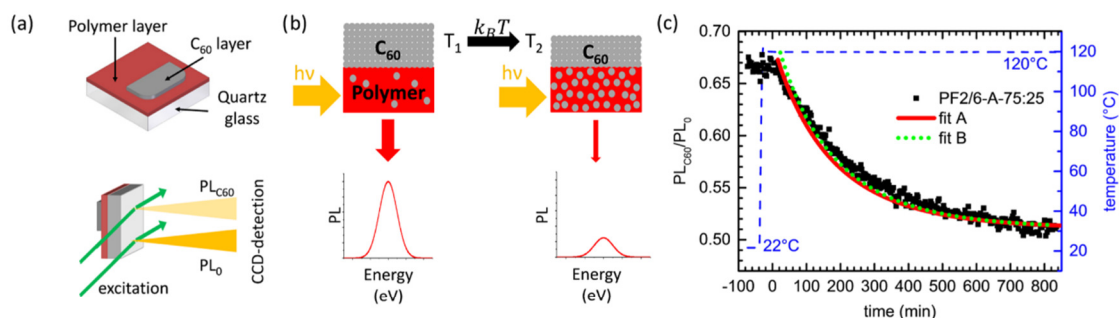 (a)
Polymer layer
C60 layer
Quartz
glass
PLC60
PL0
excitation
CCD-detection
(b)
C60
T1
kBT
T2
C60
hν
Polymer
hν
PL
Energy
(eV)
PL
Energy
(eV)
(c)
0.70
0.65
0.60
0.55
0.50
PLC60/PL0
120°C
PF2/6-A-75:25
fit A
fit B
22°C
120
100
80
60
40
20
temperature (°C)
-100 0 100 200 300 400 500 600 700 800
time (min)